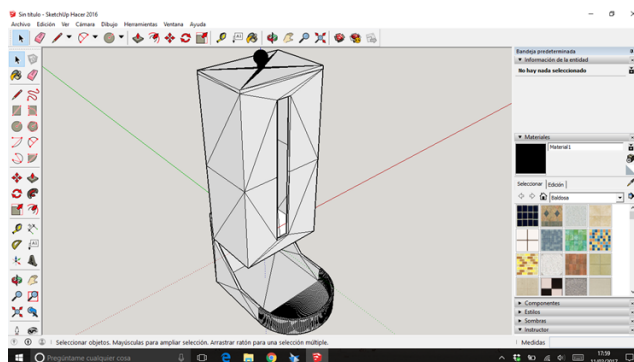 Sin título - SketchUp Hacer 2016
Archivo Edición Ver Cámara Dibujo Herramientas Ventana Ayuda
Bandeja predeterminada
Información de la entidad
No hay nada seleccionado
Materiales
Material1
Seleccionar Edición
Baldosa
Componentes
Estilos
Sombras
Instructor
Seleccionar objetos. Mayúsculas para ampliar selección. Arrastrar ratón para una selección múltiple.
Medidas
Pregúntame cualquier cosa
17:59